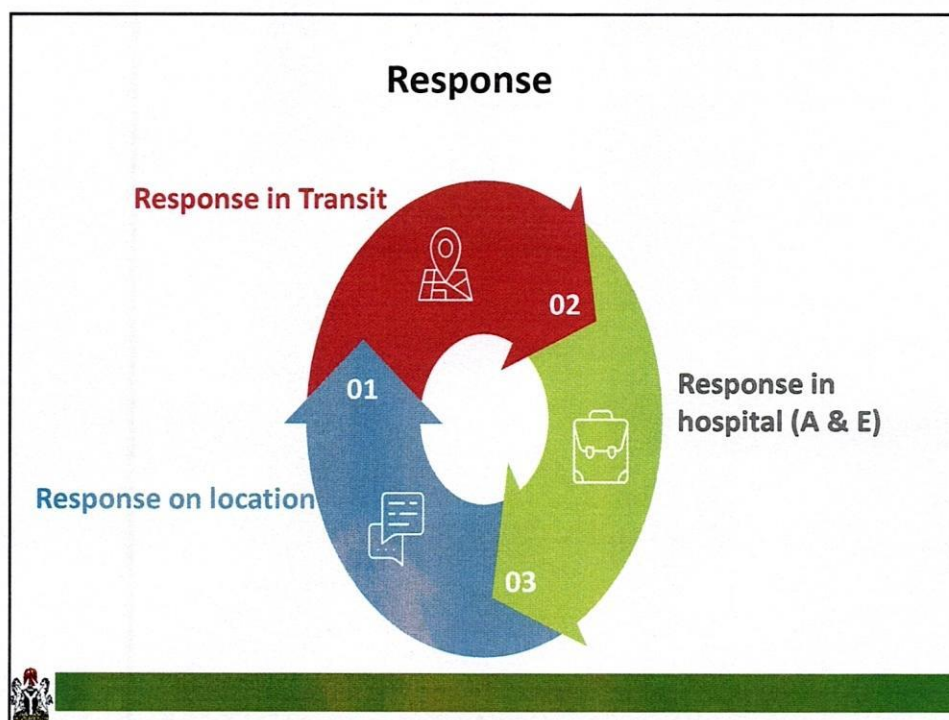 Response
Response in Transit
02
01
Response in
hospital (A & E)
Response on location
03